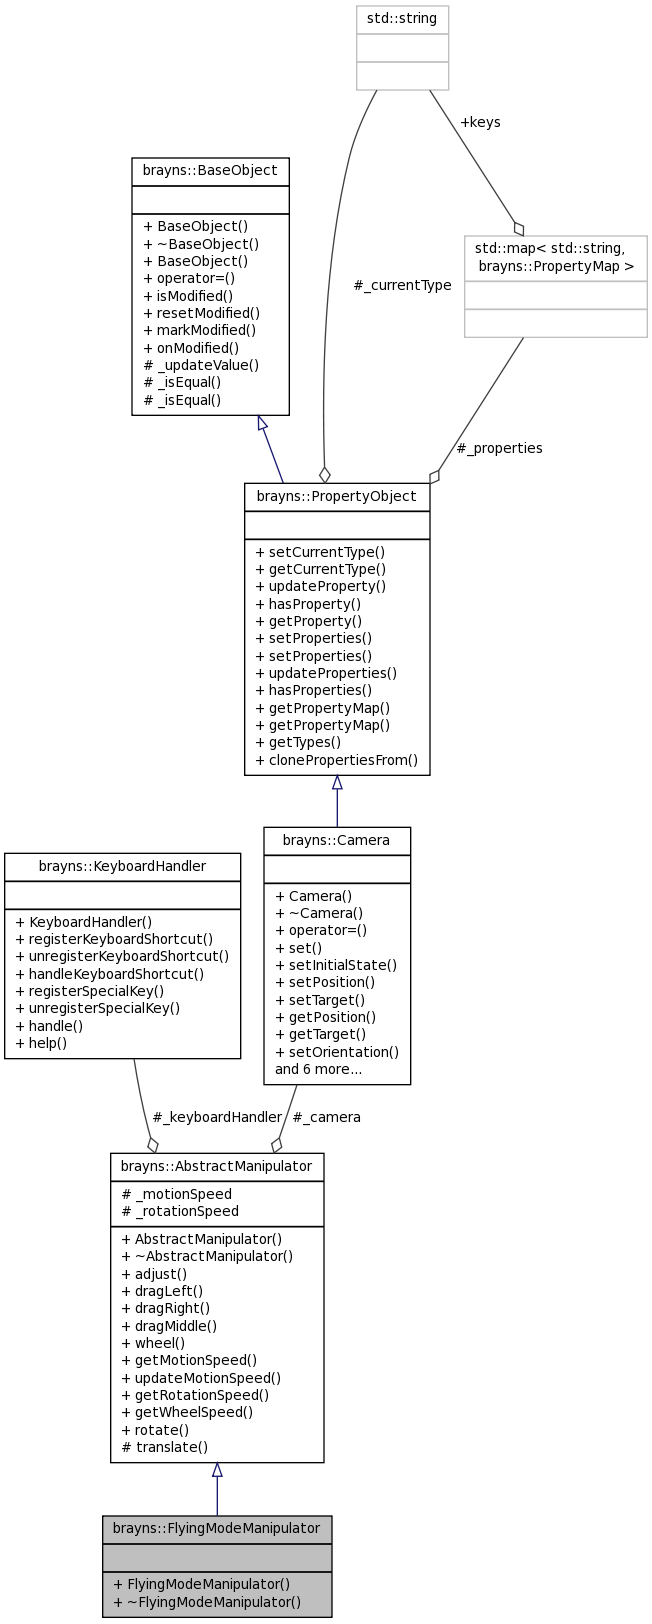 std::string
+keys
brayns::BaseObject
+ BaseObject()
+ ~BaseObject()
+ BaseObject()
+ operator=()
+ isModified()
+ resetModified()
+ markModified()
+ onModified()
# _updateValue()
# _isEqual()
# _isEqual()
std::map< std::string,
brayns::PropertyMap >
#_currentType
#_properties
brayns::PropertyObject
+ setCurrentType()
+ getCurrentType()
+ updateProperty()
+ hasProperty()
+ getProperty()
+ setProperties()
+ setProperties()
+ updateProperties()
+ hasProperties()
+ getPropertyMap()
+ getPropertyMap()
+ getTypes()
+ clonePropertiesFrom()
brayns::KeyboardHandler
+ KeyboardHandler()
+ registerKeyboardShortcut()
+ unregisterKeyboardShortcut()
+ handleKeyboardShortcut()
+ registerSpecialKey()
+ unregisterSpecialKey()
+ handle()
+ help()
brayns::Camera
+ Camera()
+ ~Camera()
+ operator=()
+ set()
+ setInitialState()
+ setPosition()
+ setTarget()
+ getPosition()
+ getTarget()
+ setOrientation()
and 6 more...
#_keyboardHandler
#_camera
brayns::AbstractManipulator
# _motionSpeed
# _rotationSpeed
+ AbstractManipulator()
+ ~AbstractManipulator()
+ adjust()
+ dragLeft()
+ dragRight()
+ dragMiddle()
+ wheel()
+ getMotionSpeed()
+ updateMotionSpeed()
+ getRotationSpeed()
+ getWheelSpeed()
+ rotate()
# translate()
brayns::FlyingModeManipulator
+ FlyingModeManipulator()
+ ~FlyingModeManipulator()